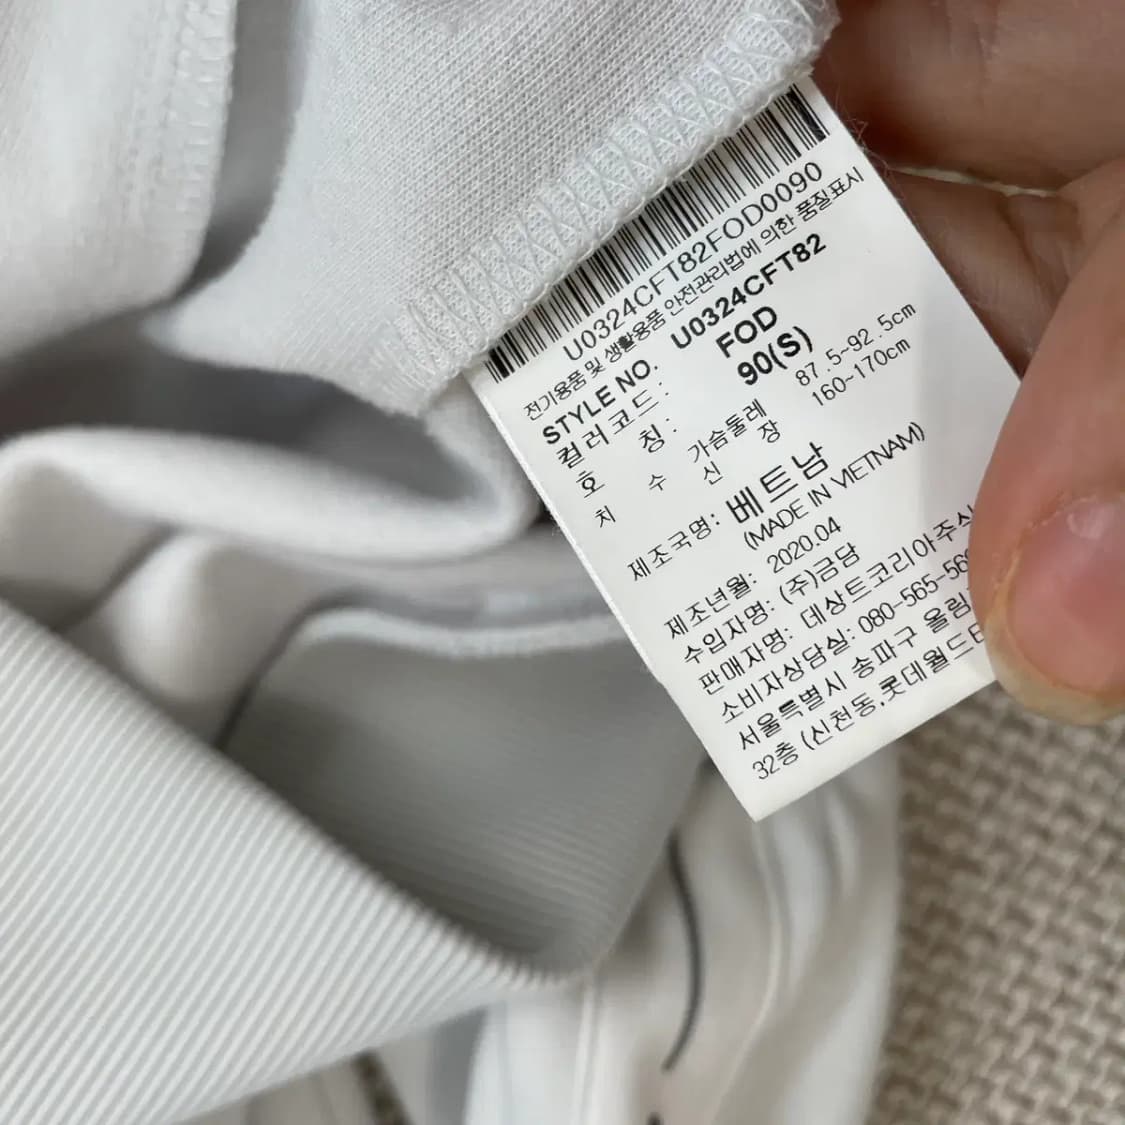 U0324CFT82FOD0090
전기용품 및 생활용품 안전관리법에 의한 품질표시
STYLE NO. U0324CFT82
컬러코드: FOD
호 칭: 90(S)
치 수 가슴둘레 87.5~92.5cm
신 장 160~170cm
제조국명: 베트남
(MADE IN VIETNAM)
제조년월: 2020.04
수입자명: (주)금담
판매자명: 데상트코리아주식
소비자상담실: 080-565-56
서울특별시 송파구 올림
32층 (신천동,롯데월드